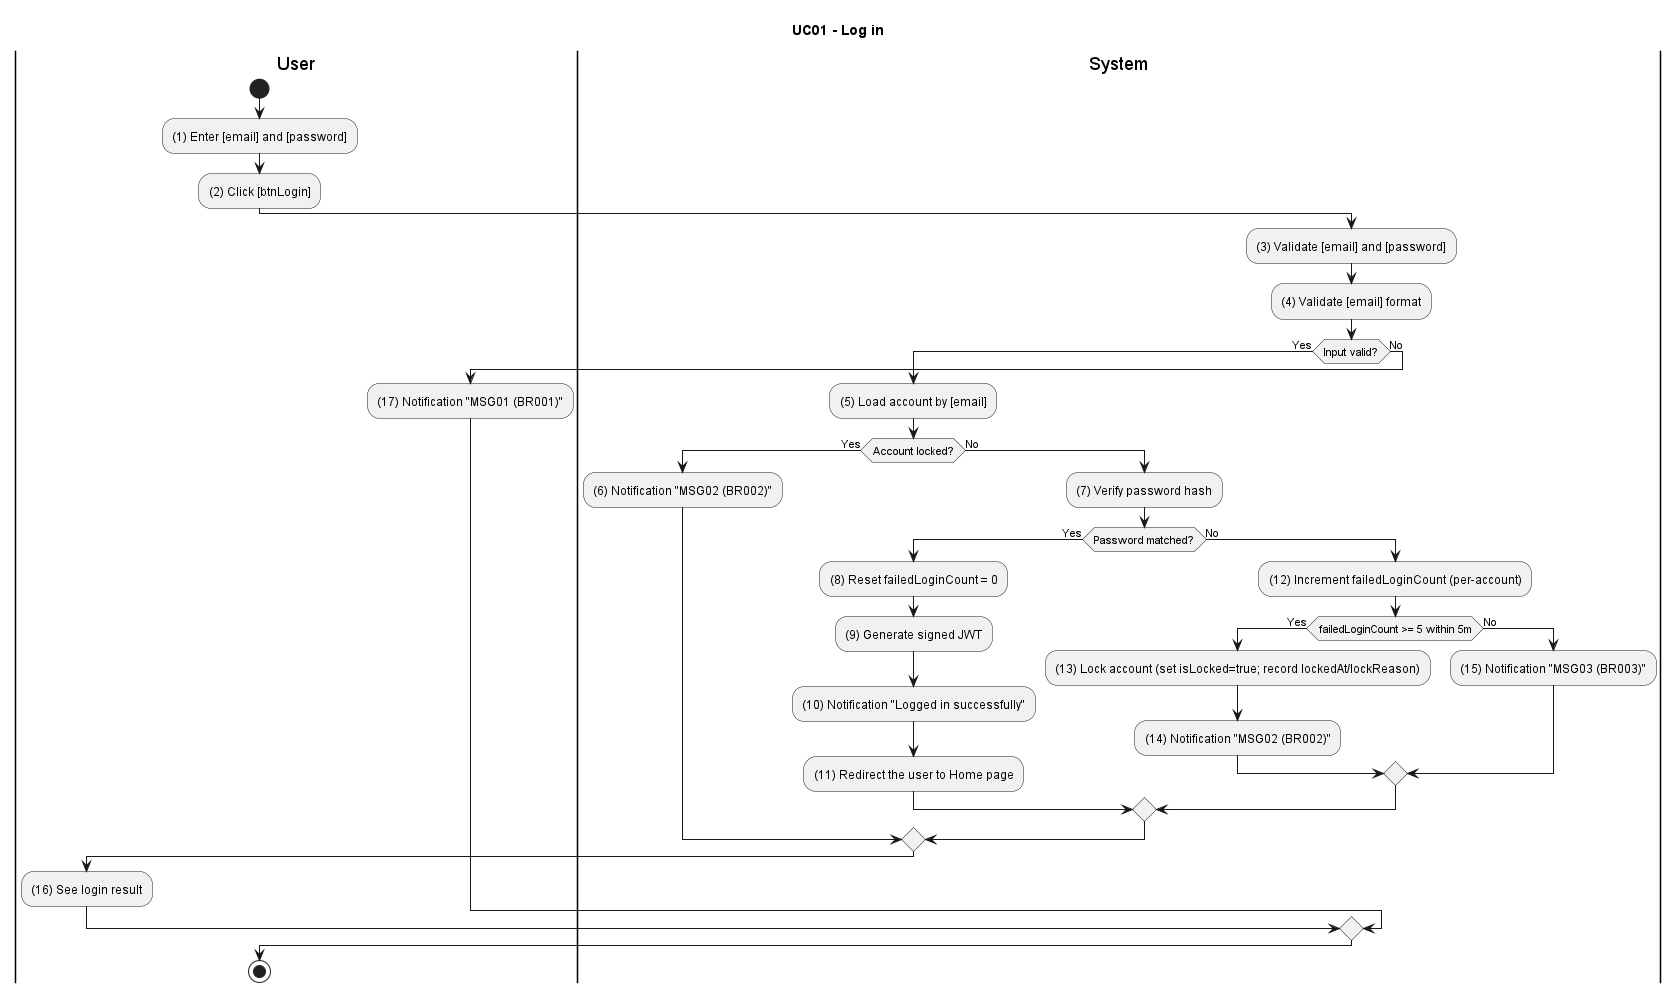 UC01 - Log in
User
System
(1) Enter [email] and [password]
(2) Click [btnLogin]
(3) Validate [email] and [password]
(4) Validate [email] format
Yes
Input valid?
No
(17) Notification "MSG01 (BR001)"
(5) Load account by [email]
Yes
Account locked?
No
(6) Notification "MSG02 (BR002)"
(7) Verify password hash
Yes
Password matched?
No
(8) Reset failedLoginCount = 0
(12) Increment failedLoginCount (per-account)
(9) Generate signed JWT
Yes
failedLoginCount >= 5 within 5m
No
(13) Lock account (set isLocked=true; record lockedAt/lockReason)
(15) Notification "MSG03 (BR003)"
(10) Notification "Logged in successfully"
(14) Notification "MSG02 (BR002)"
(11) Redirect the user to Home page
(16) See login result